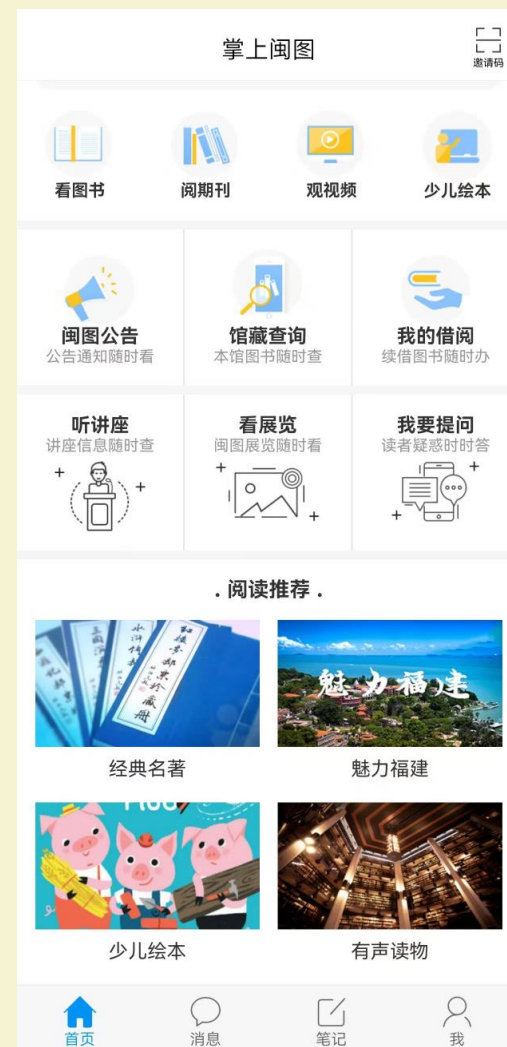 掌上闽图
邀请码
看图书
阅期刊
观视频
少儿绘本
闽图公告
公告通知随时看
馆藏查询
本馆图书随时查
我的借阅
续借图书随时办
听讲座
讲座信息随时查
看展览
闽图展览随时看
我要提问
读者疑惑时时答
. 阅读推荐 .
经典名著
魅力福建
魅力福建
少儿绘本
有声读物
首页
消息
笔记
我